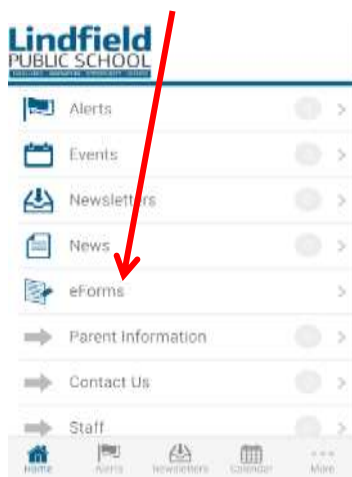 Lindfield
PUBLIC SCHOOL
Alerts
Events
Newsletters
News
eForms
Parent Information
Contact Us
Staff
Home
Alerts
Newsletters
Calendar
More